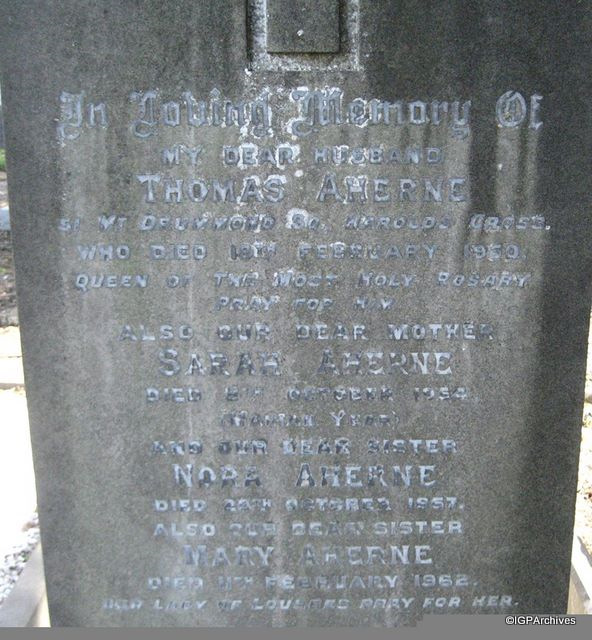 In Loving Memory Of
MY DEAR HUSBAND
THOMAS AHERNE
51 MT DRUMMOND SQ., HAROLDS CROSS.
WHO DIED 18TH FEBRUARY 1950.
QUEEN OF THE MOST HOLY ROSARY
PRAY FOR HIM
ALSO OUR DEAR MOTHER
SARAH AHERNE
DIED OCTOBER 1954.
(MARIAN YEAR)
AND OUR DEAR SISTER
NORA AHERNE
DIED OCTOBER 1957.
ALSO OUR DEAR SISTER
MARY AHERNE
DIED 11TH FEBRUARY 1962.
OUR LADY OF LOURDES PRAY FOR HER.
©IGPArchives